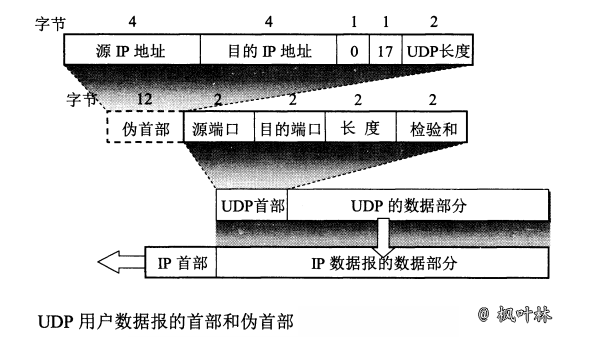 字节 4 4 1 1 2
源 IP 地址 目的 IP 地址 0 17 UDP长度
字节 12 2 2 2 2
伪首部 源端口 目的端口 长 度 检验和
UDP首部 UDP 的数据部分
IP 首部 IP 数据报的数据部分
UDP 用户数据报的首部和伪首部
@ 枫叶林